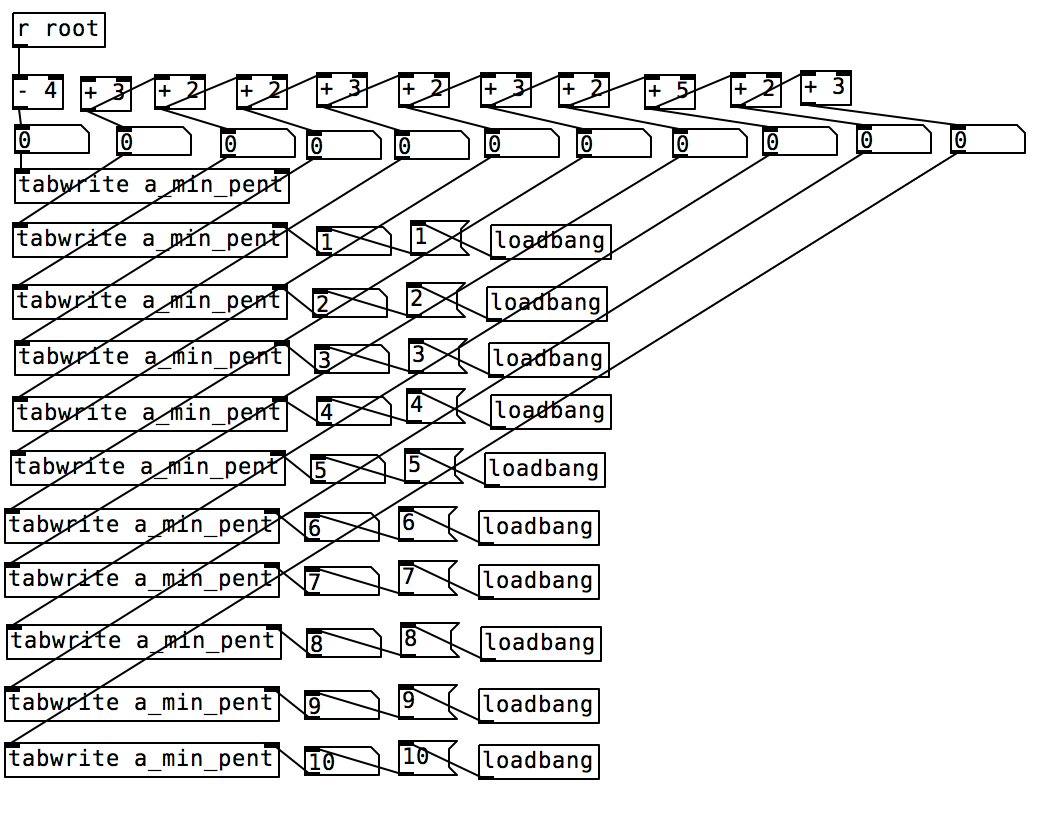 r root
- 4 + 3 + 2 + 2 + 3 + 2 + 3 + 2 + 5 + 2 + 3
0 0 0 0 0 0 0 0 0 0 0
tabwrite a_min_pent
tabwrite a_min_pent 1 1 loadbang
tabwrite a_min_pent 2 2 loadbang
tabwrite a_min_pent 3 3 loadbang
tabwrite a_min_pent 4 4 loadbang
tabwrite a_min_pent 5 5 loadbang
tabwrite a_min_pent 6 6 loadbang
tabwrite a_min_pent 7 7 loadbang
tabwrite a_min_pent 8 8 loadbang
tabwrite a_min_pent 9 9 loadbang
tabwrite a_min_pent 10 10 loadbang